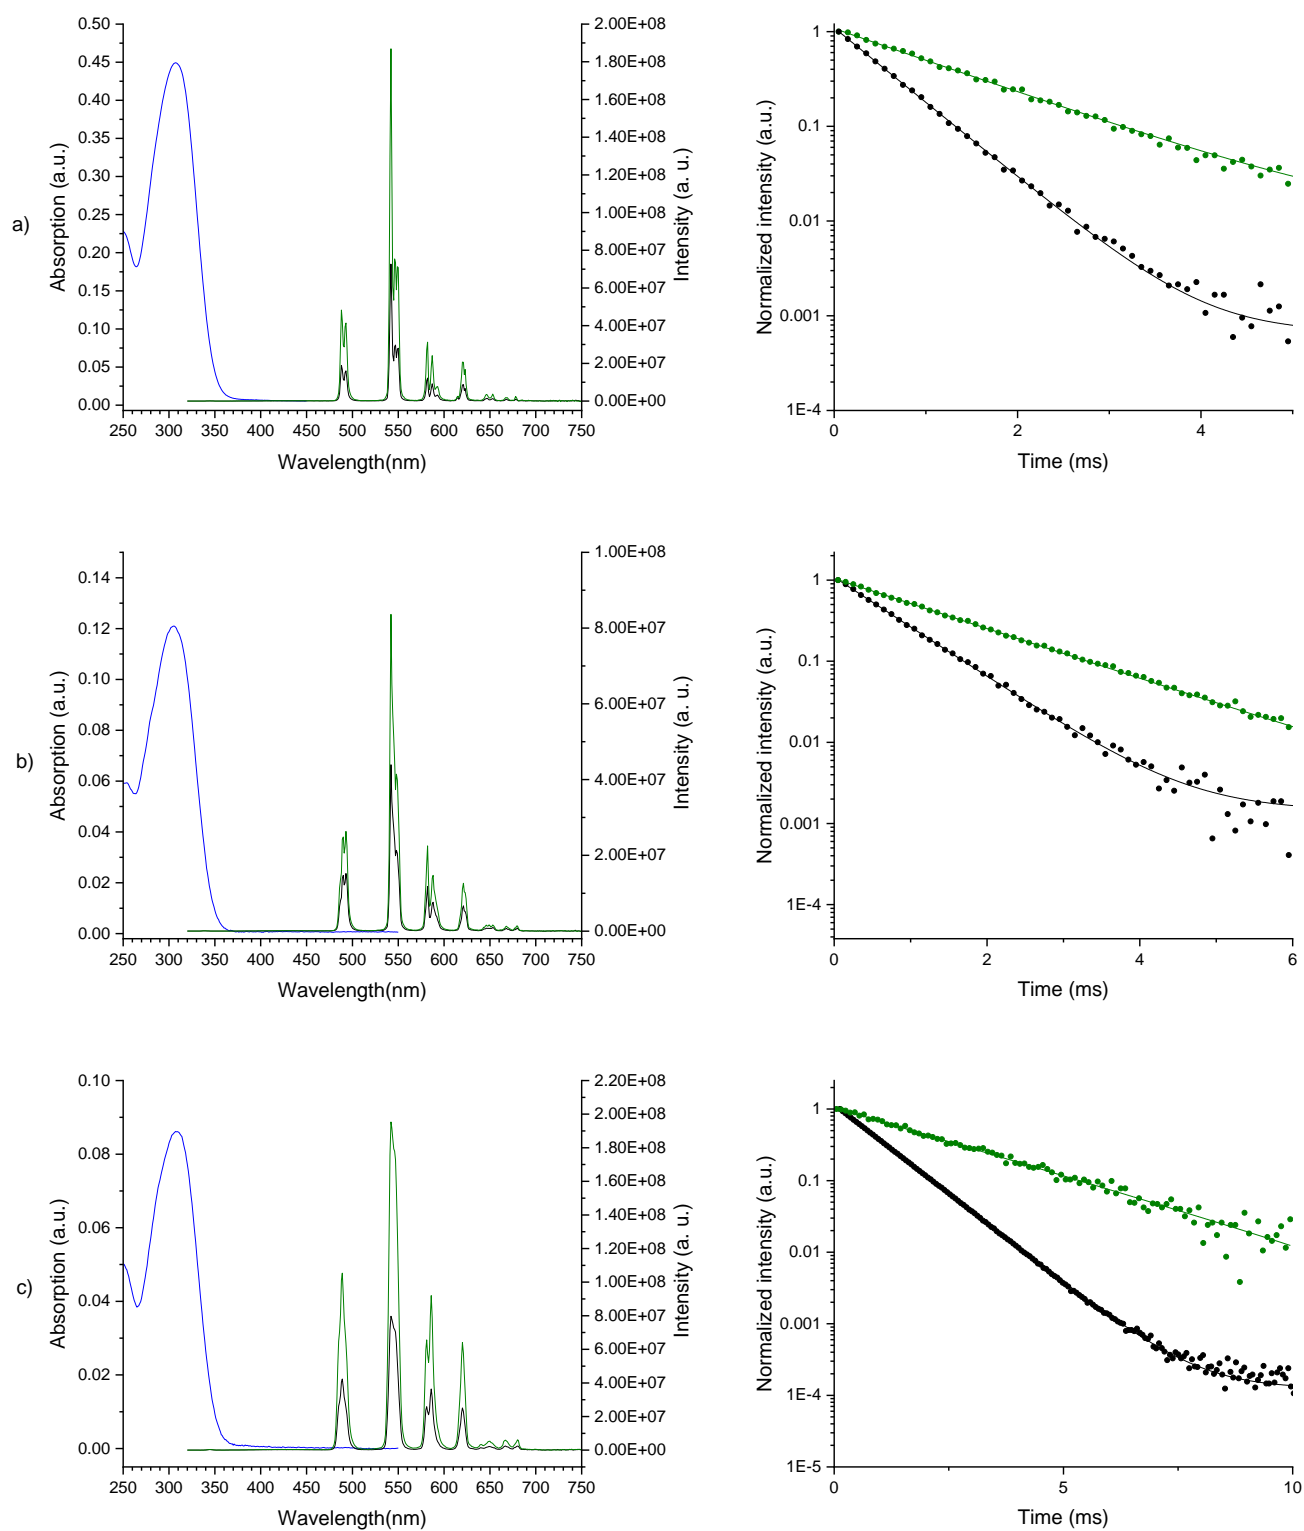 a)
Absorption (a.u.)
0.50
0.45
0.40
0.35
0.30
0.25
0.20
0.15
0.10
0.05
0.00
250 300 350 400 450 500 550 600 650 700 750
Wavelength(nm)
2.00E+08
1.80E+08
1.60E+08
1.40E+08
1.20E+08
1.00E+08
8.00E+07
6.00E+07
4.00E+07
2.00E+07
0.00E+00
Intensity (a. u.)
Normalized intensity (a.u.)
1
0.1
0.01
0.001
1E-4
0 2 4
Time (ms)
b)
Absorption (a.u.)
0.14
0.12
0.10
0.08
0.06
0.04
0.02
0.00
250 300 350 400 450 500 550 600 650 700 750
Wavelength(nm)
1.00E+08
8.00E+07
6.00E+07
4.00E+07
2.00E+07
0.00E+00
Intensity (a. u.)
Normalized intensity (a.u.)
1
0.1
0.01
0.001
1E-4
0 2 4 6
Time (ms)
c)
Absorption (a.u.)
0.10
0.08
0.06
0.04
0.02
0.00
250 300 350 400 450 500 550 600 650 700 750
Wavelength(nm)
2.20E+08
2.00E+08
1.80E+08
1.60E+08
1.40E+08
1.20E+08
1.00E+08
8.00E+07
6.00E+07
4.00E+07
2.00E+07
0.00E+00
Intensity (a. u.)
Normalized intensity (a.u.)
1
0.1
0.01
0.001
1E-4
1E-5
0 5 10
Time (ms)